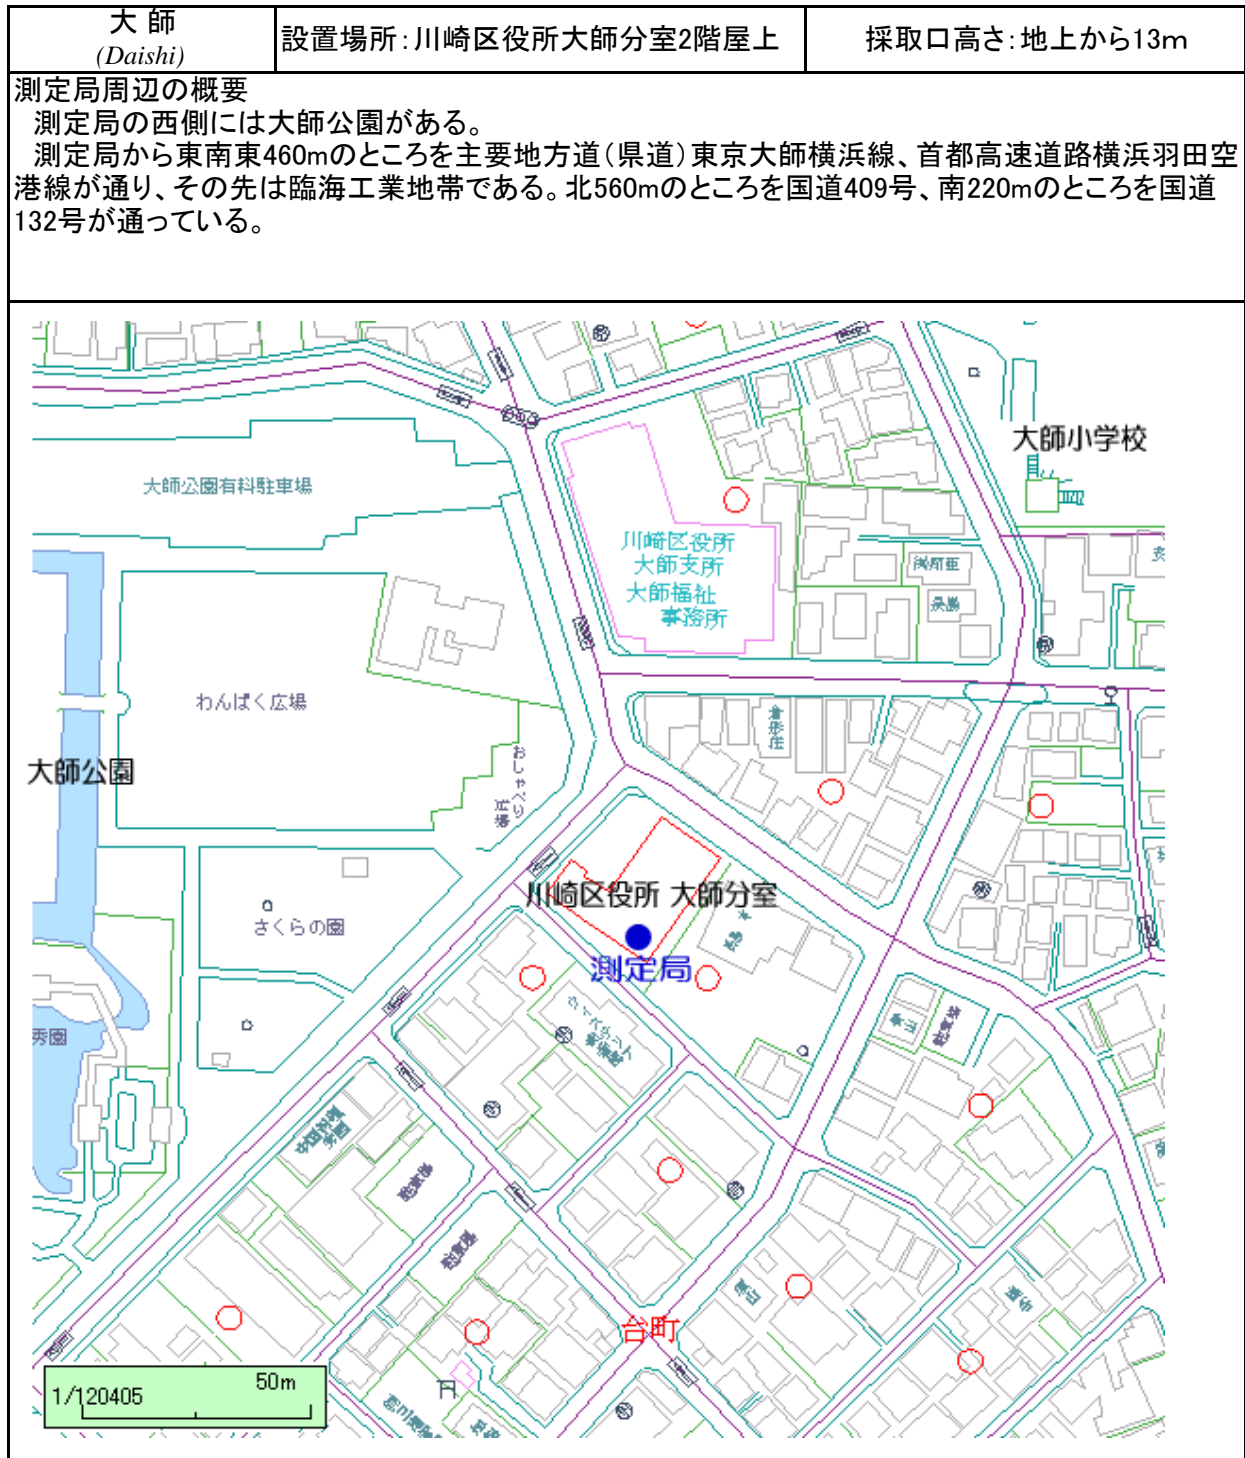 大 師
(Daishi)
設置場所：川崎区役所大師分室2階屋上
採取口高さ：地上から13m
測定局周辺の概要
測定局の西側には大師公園がある。
測定局から東南東460mのところを主要地方道（県道）東京大師横浜線、首都高速道路横浜羽田空
港線が通り、その先は臨海工業地帯である。北560mのところを国道409号、南220mのところを国道
132号が通っている。
大師小学校
大師公園有料駐車場
川崎区役所
大師支所
大師福祉
事務所
わんぱく広場
大師公園
おしゃべり
広場
川崎区役所 大師分室
さくらの園
測定局
秀園
台町
50m
1/120405